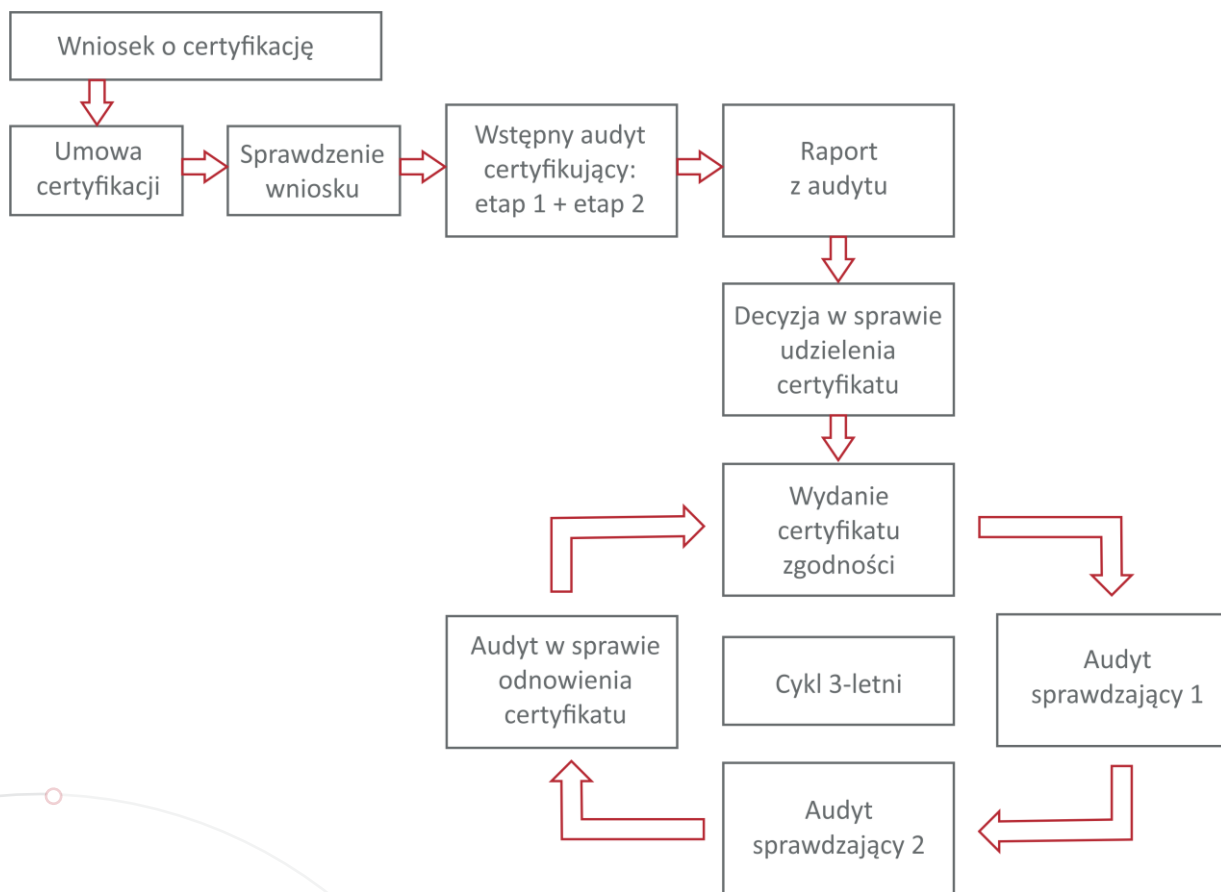 Wniosek o certyfikację
Umowa
certyfikacji
Sprawdzenie
wniosku
Wstępny audyt
certyfikujący:
etap 1 + etap 2
Raport
z audytu
Decyzja w sprawie
udzielenia
certyfikatu
Wydanie
certyfikatu
zgodności
Audyt w sprawie
odnowienia
certyfikatu
Cykl 3-letni
Audyt
sprawdzający 1
Audyt
sprawdzający 2